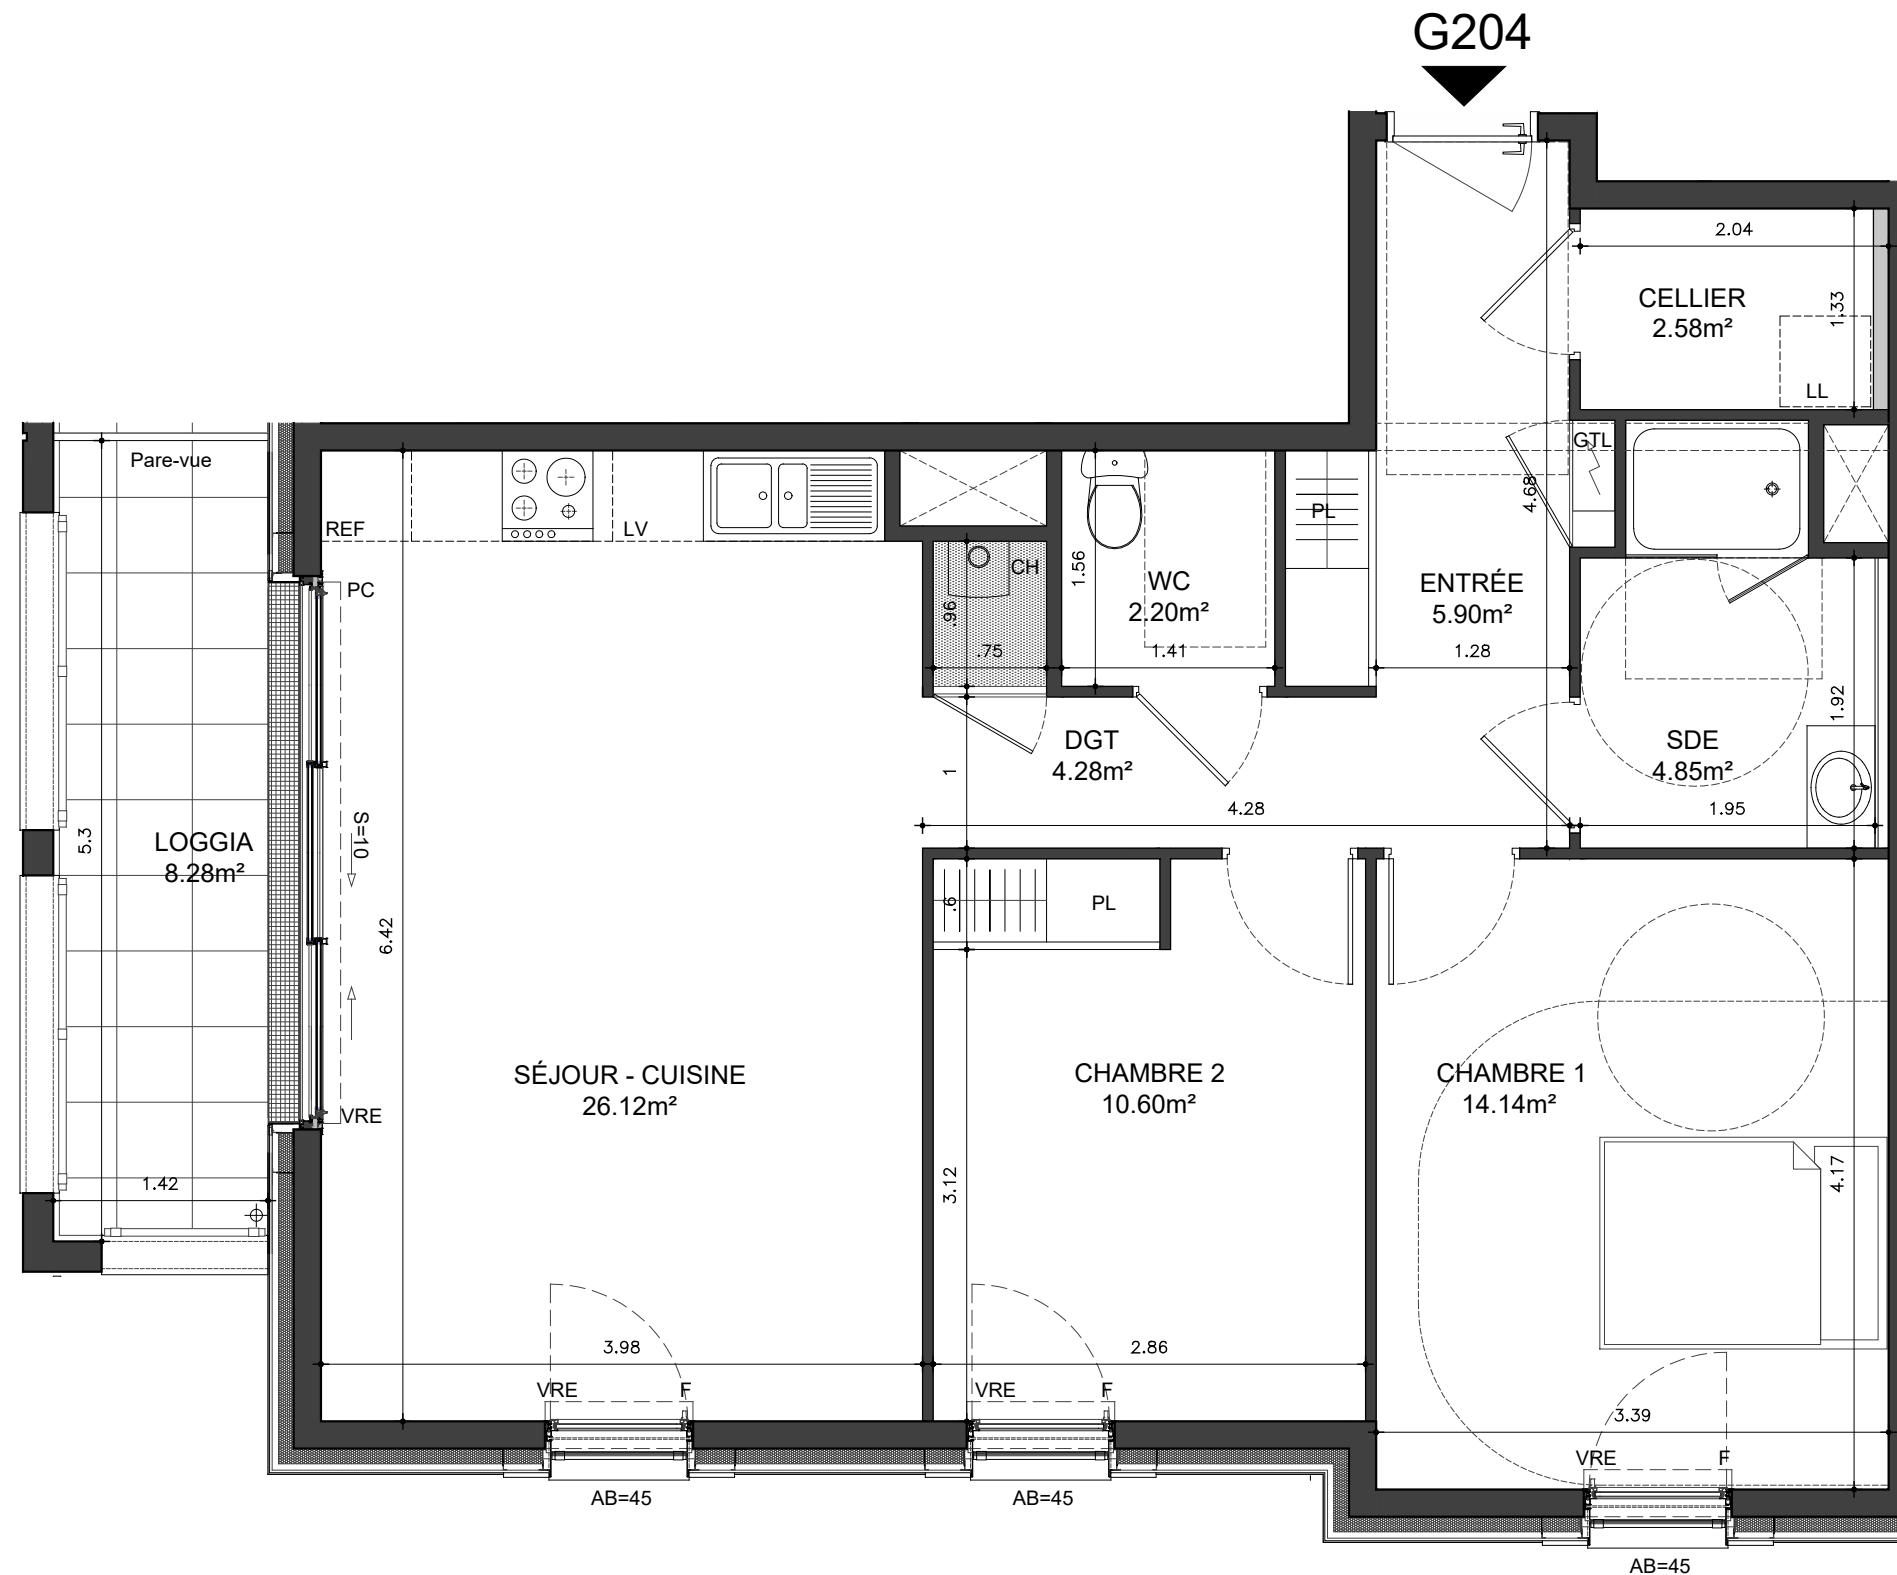 G204
2.04
CELLIER
2.58m²
1.33
LL
Pare-vue
GTL
REF
LV
PL
4.68
CH
1.56
WC
2.20m²
ENTRÉE
5.90m²
PC
.96
.75
1.41
1.28
1.92
DGT
4.28m²
SDE
4.85m²
1
4.28
1.95
5.3
LOGGIA
8.28m²
S=10
.6
PL
6.42
SÉJOUR - CUISINE
26.12m²
CHAMBRE 2
10.60m²
CHAMBRE 1
14.14m²
VRE
1.42
3.12
4.17
3.98
2.86
VRE
F
VRE
F
3.39
VRE
F
AB=45
AB=45
AB=45